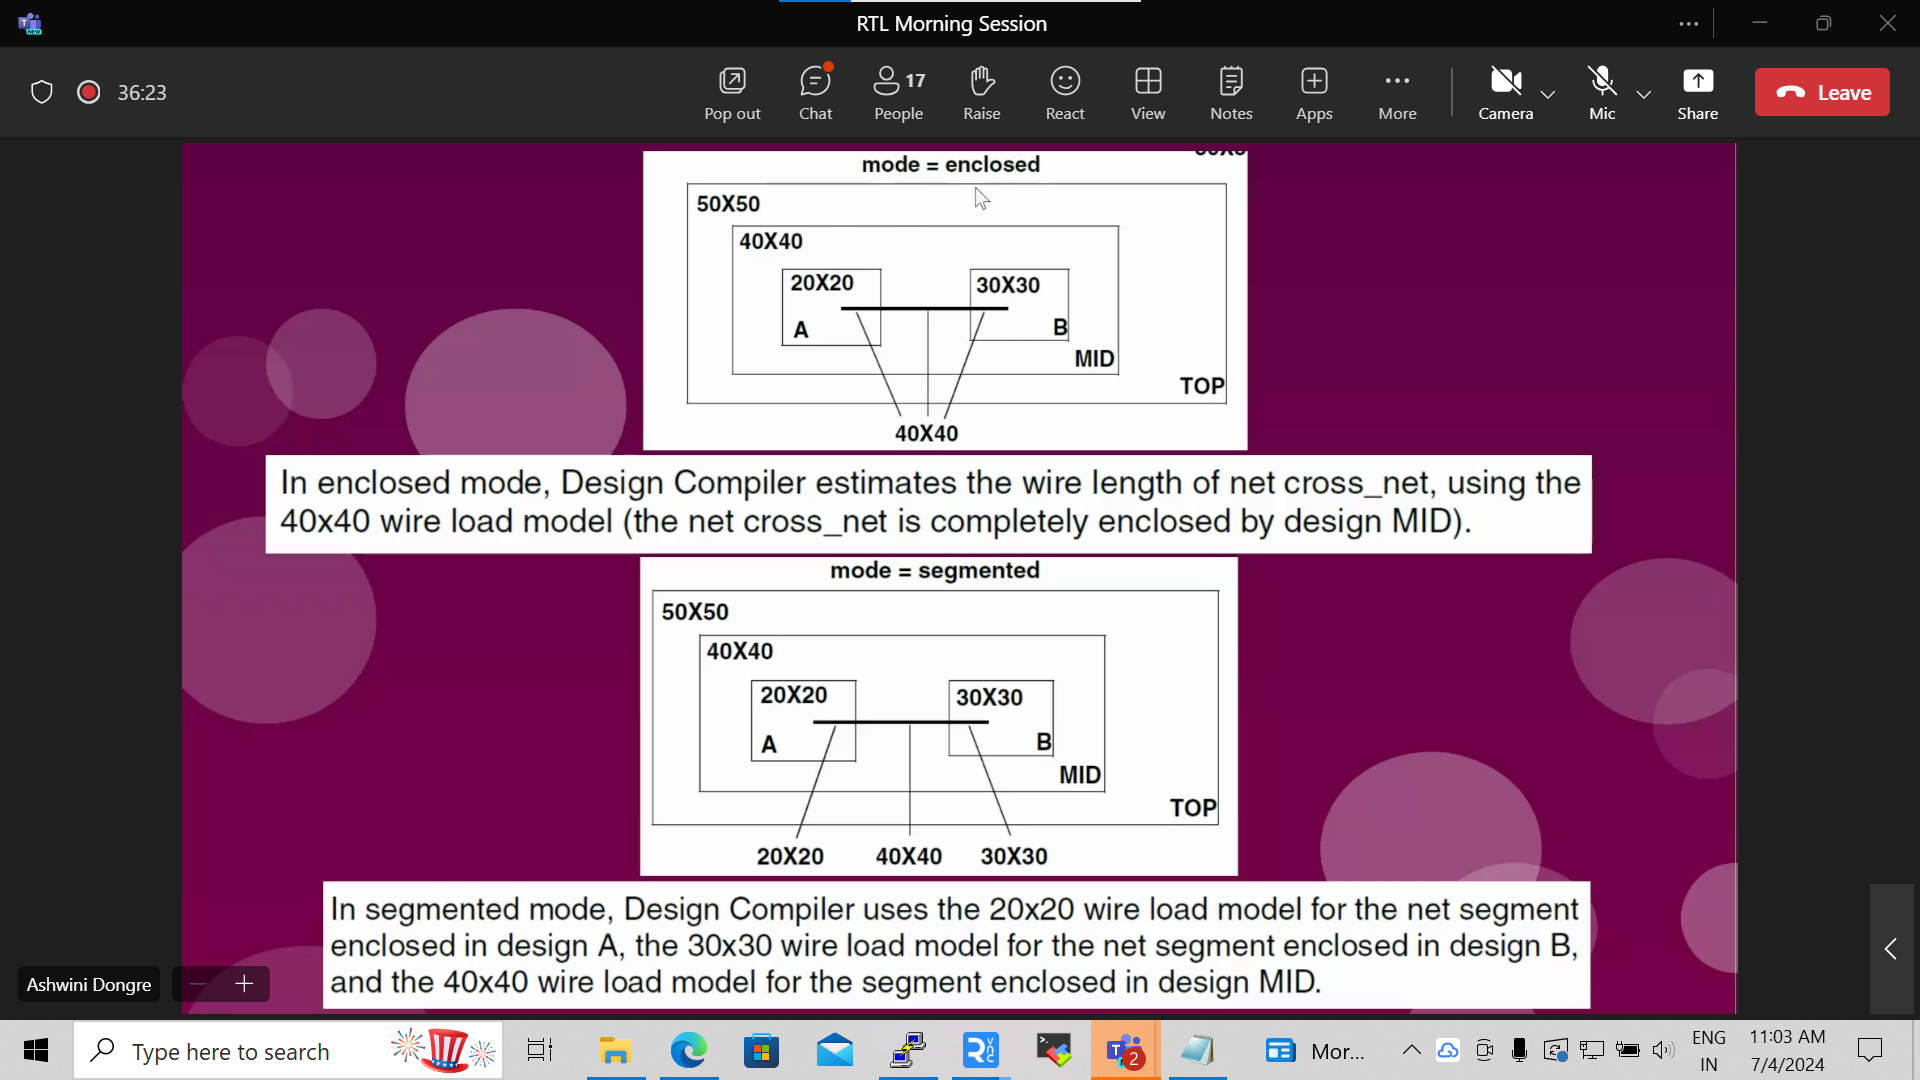 RTL Morning Session
36:23
Pop out
Chat
17
People
Raise
React
View
Notes
Apps
More
Camera
Mic
Share
Leave
mode = enclosed
50X50
40X40
20X20
30X30
A
B
MID
TOP
40X40
In enclosed mode, Design Compiler estimates the wire length of net cross_net, using the
40x40 wire load model (the net cross_net is completely enclosed by design MID).
mode = segmented
50X50
40X40
20X20
30X30
A
B
MID
TOP
20X20
40X40
30X30
In segmented mode, Design Compiler uses the 20x20 wire load model for the net segment
enclosed in design A, the 30x30 wire load model for the net segment enclosed in design B,
and the 40x40 wire load model for the segment enclosed in design MID.
Ashwini Dongre
Type here to search
2
Mor...
ENG
IN
11:03 AM
7/4/2024